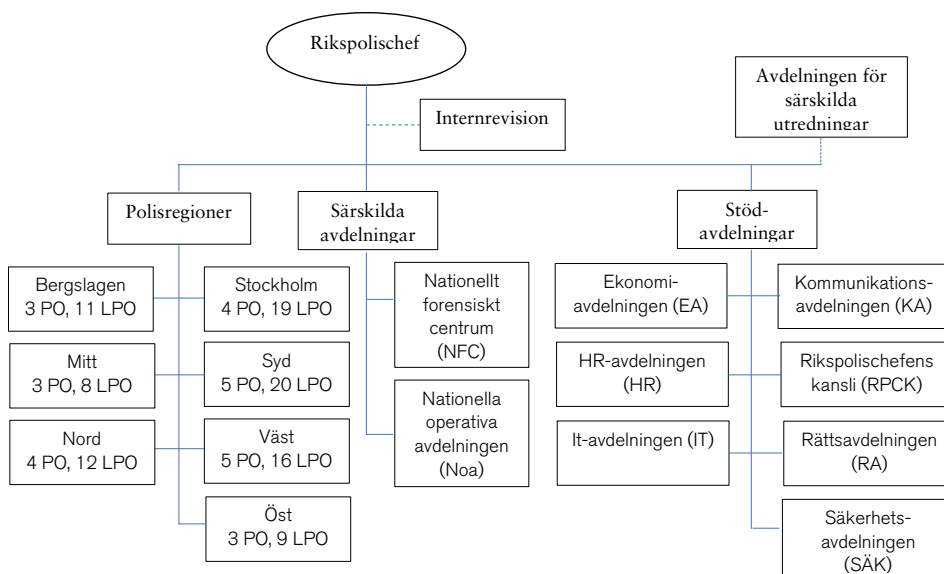 Rikspolischef
Internrevision
Avdelningen för
särskilda
utredningar
Polisregioner
Särskilda
avdelningar
Stöd-
avdelningar
Bergslagen
3 PO, 11 LPO
Stockholm
4 PO, 19 LPO
Mitt
3 PO, 8 LPO
Syd
5 PO, 20 LPO
Nord
4 PO, 12 LPO
Väst
5 PO, 16 LPO
Öst
3 PO, 9 LPO
Nationellt
forensiskt
centrum
(NFC)
Nationella
operativa
avdelningen
(Noa)
Ekonomi-
avdelningen (EA)
Kommunikations-
avdelningen (KA)
HR-avdelningen
(HR)
Rikspolischefens
kansli (RPCK)
It-avdelningen (IT)
Rättsavdelningen
(RA)
Säkerhets-
avdelningen
(SÄK)